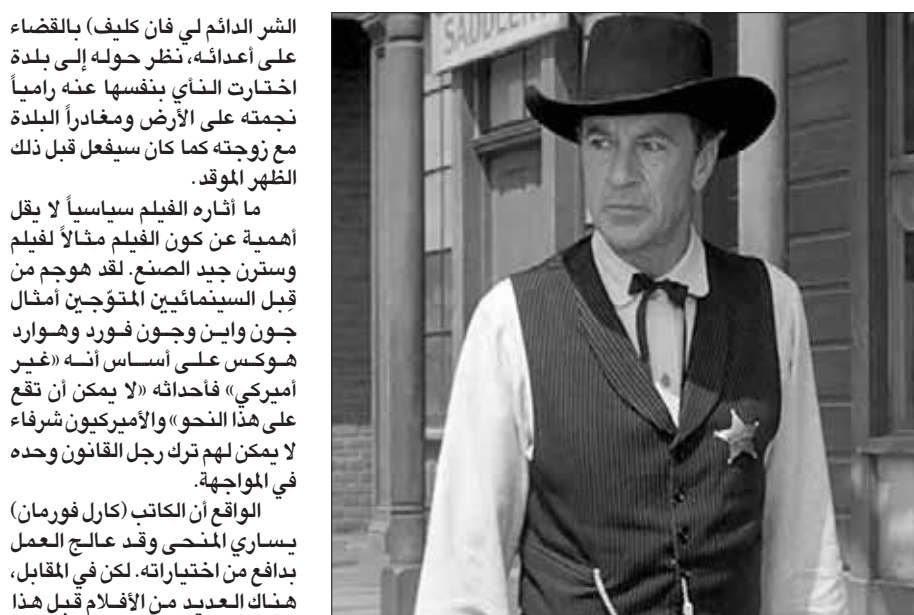 الشر الدائم لي فان كليف) بالقضاء
على أعدائه، نظر حوله إلى بلدة
اختارت النأي بنفسها عنه رامياً
نجمته على الأرض ومغادراً البلدة
مع زوجته كما كان سيفعل قبل ذلك
الظهر الموقد.
ما أثاره الفيلم سياسياً لا يقل
أهمية عن كون الفيلم مثالاً لفيلم
وسترن جيد الصنع. لقد هوجم من
قِبل السينمائيين المتوّجين أمثال
جون واين وجون فورد وهوارد
هوكس على أساس أنه «غير
أميركي» فأحداثه «لا يمكن أن تقع
على هذا النحو» والأميركيون شرفاء
لا يمكن لهم ترك رجل القانون وحده
في المواجهة.
الواقع أن الكاتب (كارل فورمان)
يساري المنحى وقد عالج العمل
بدافع من اختياراته. لكن في المقابل،
هناك العديد من الأفلام قبل هذا